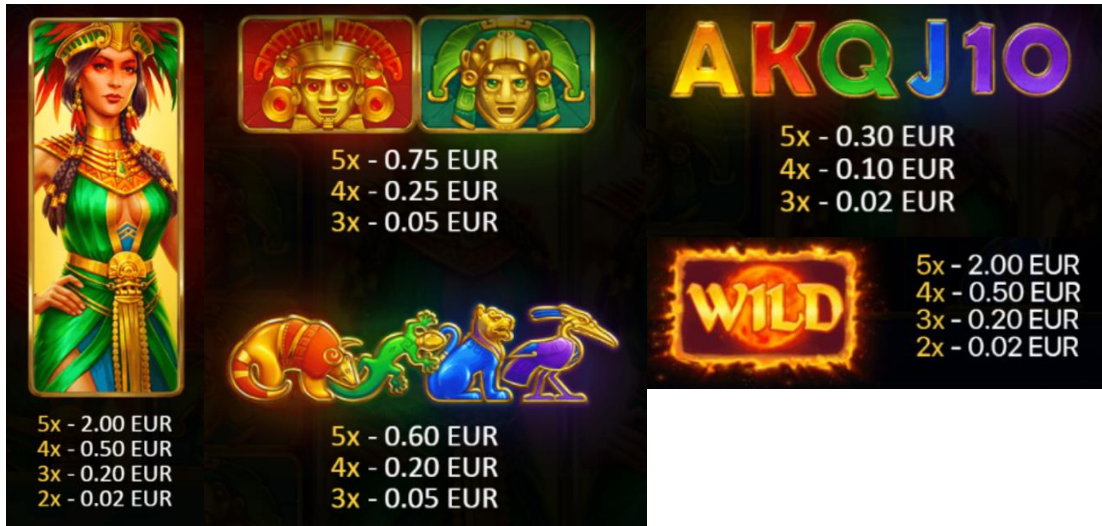 5x - 2.00 EUR
4x - 0.50 EUR
3x - 0.20 EUR
2x - 0.02 EUR
5x - 0.75 EUR
4x - 0.25 EUR
3x - 0.05 EUR
5x - 0.60 EUR
4x - 0.20 EUR
3x - 0.05 EUR
A K Q J 10
5x - 0.30 EUR
4x - 0.10 EUR
3x - 0.02 EUR
WILD
5x - 2.00 EUR
4x - 0.50 EUR
3x - 0.20 EUR
2x - 0.02 EUR